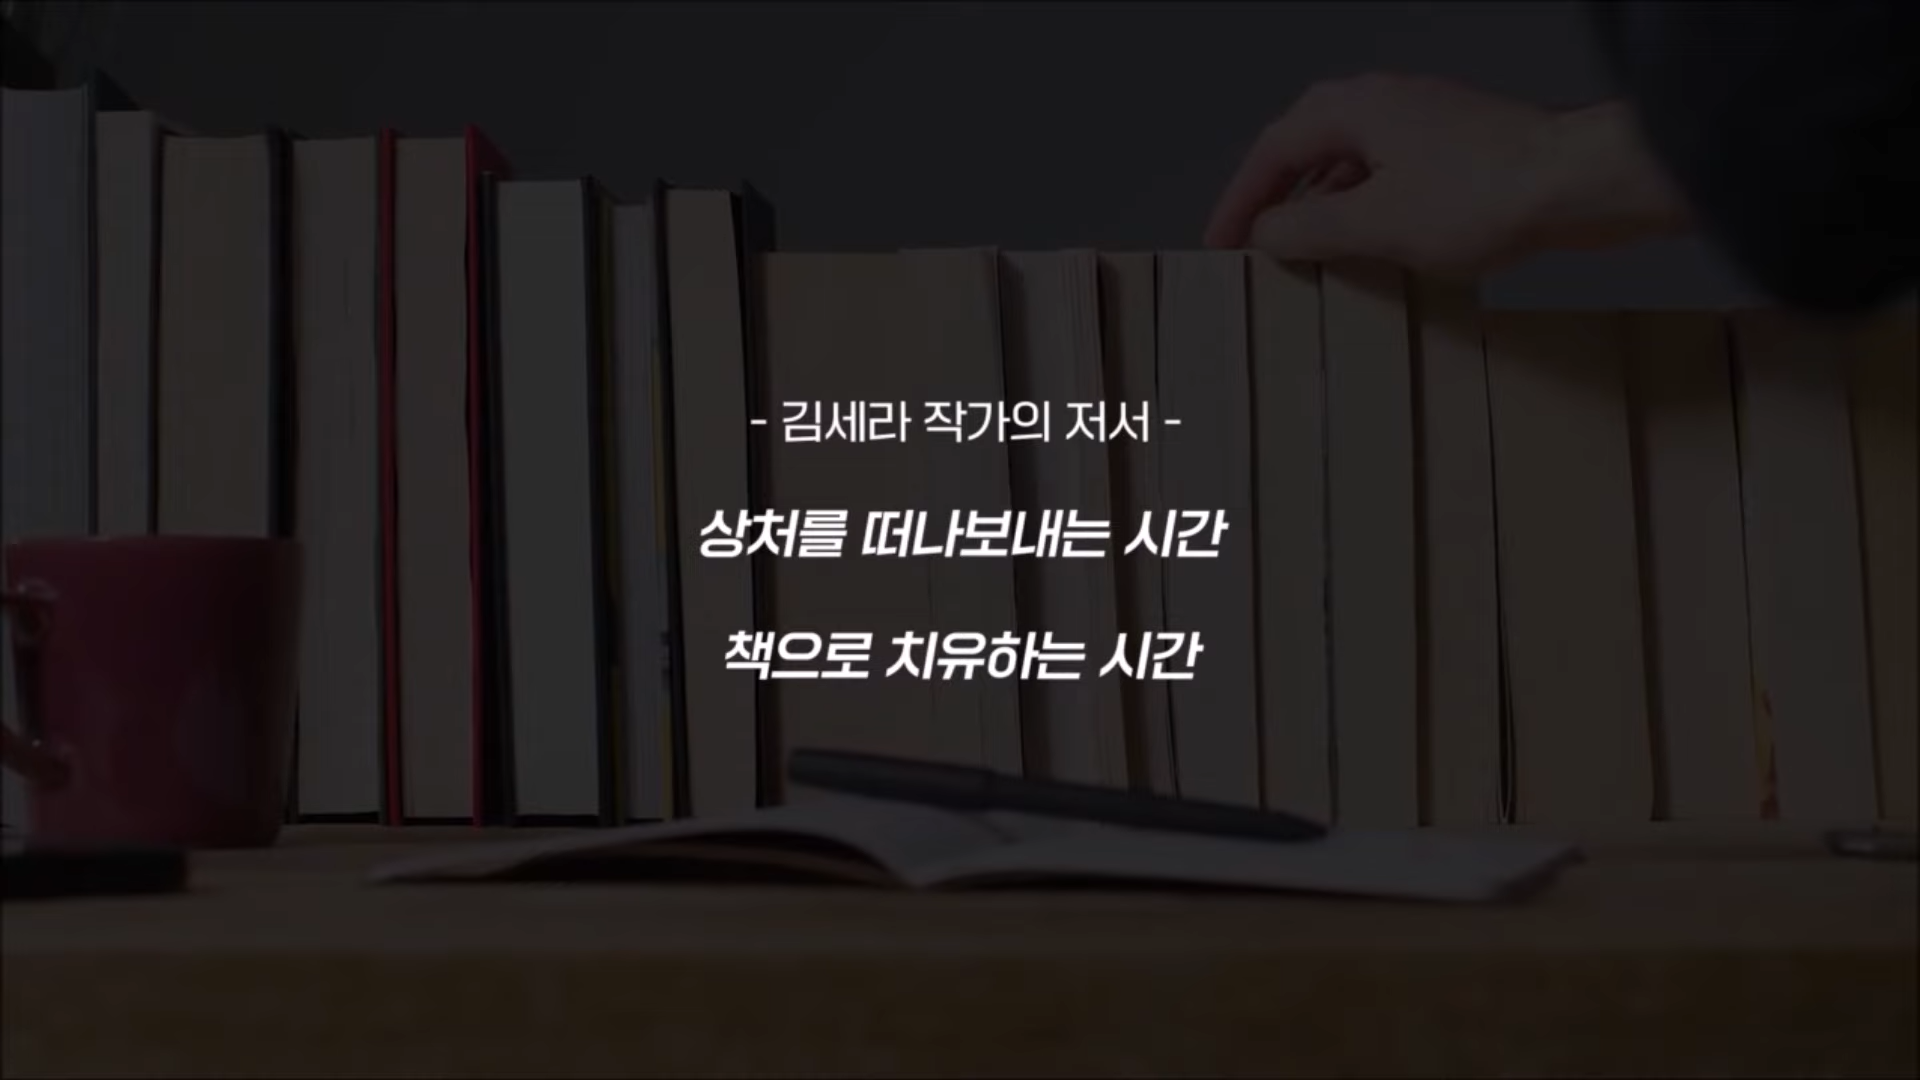 - 김세라 작가의 저서 -
상처를 떠나보내는 시간
책으로 치유하는 시간